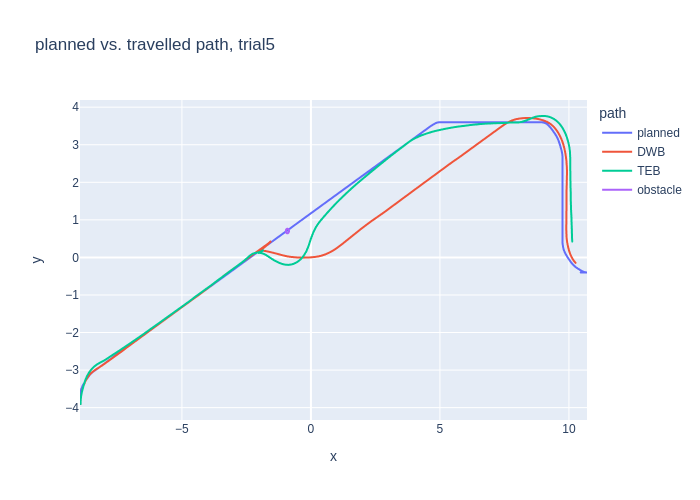 planned vs. travelled path, trial5
path
planned
DWB
TEB
obstacle
4
3
2
1
0
−1
−2
−3
−4
y
−5
0
5
10
x